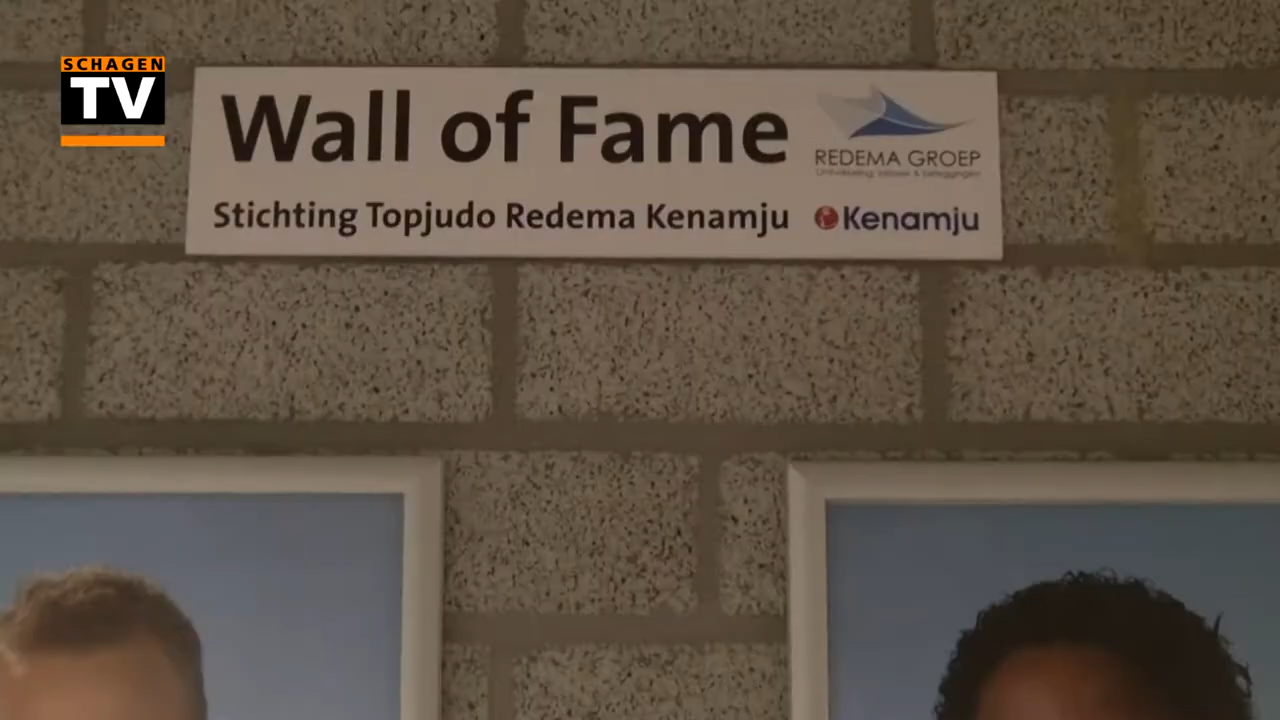 SCHAGEN
TV
Wall of Fame
REDEMA GROEP
Stichting Topjudo Redema Kenamju
Kenamju